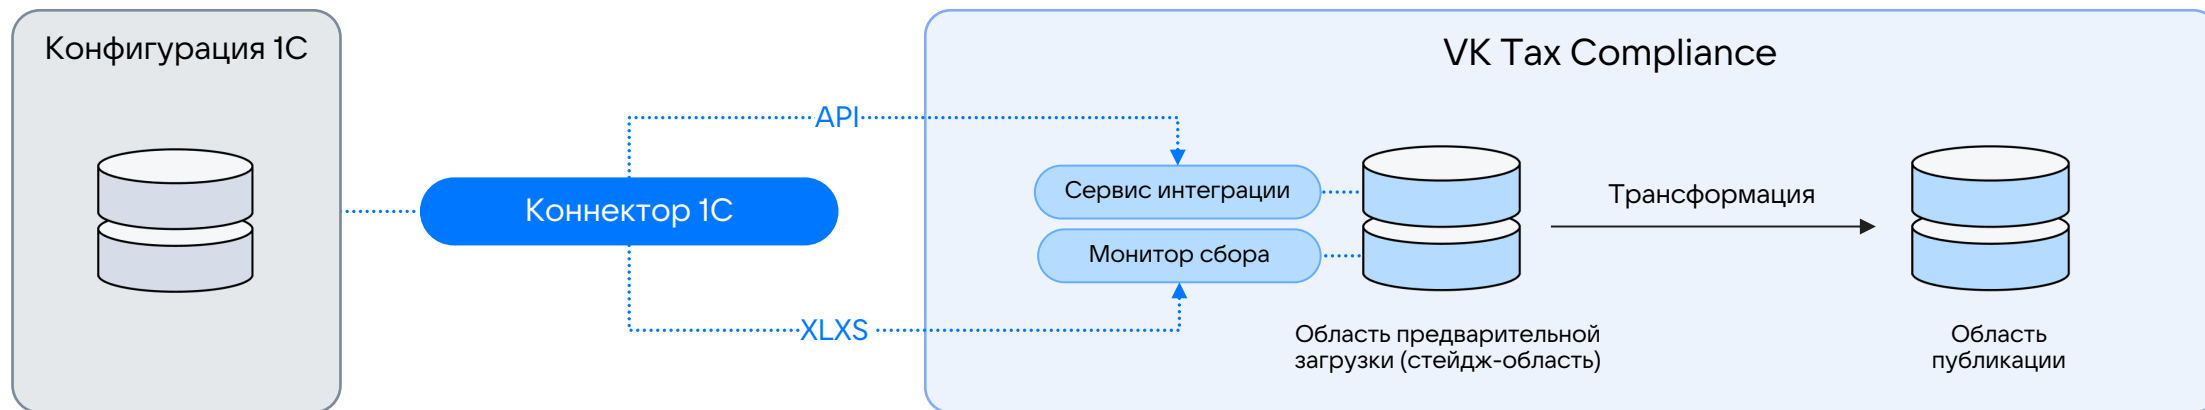 Конфигурация 1С
VK Tax Compliance
API
Коннектор 1С
Сервис интеграции
Монитор сбора
Трансформация
XLXS
Область предварительной
загрузки (стейдж-область)
Область
публикации